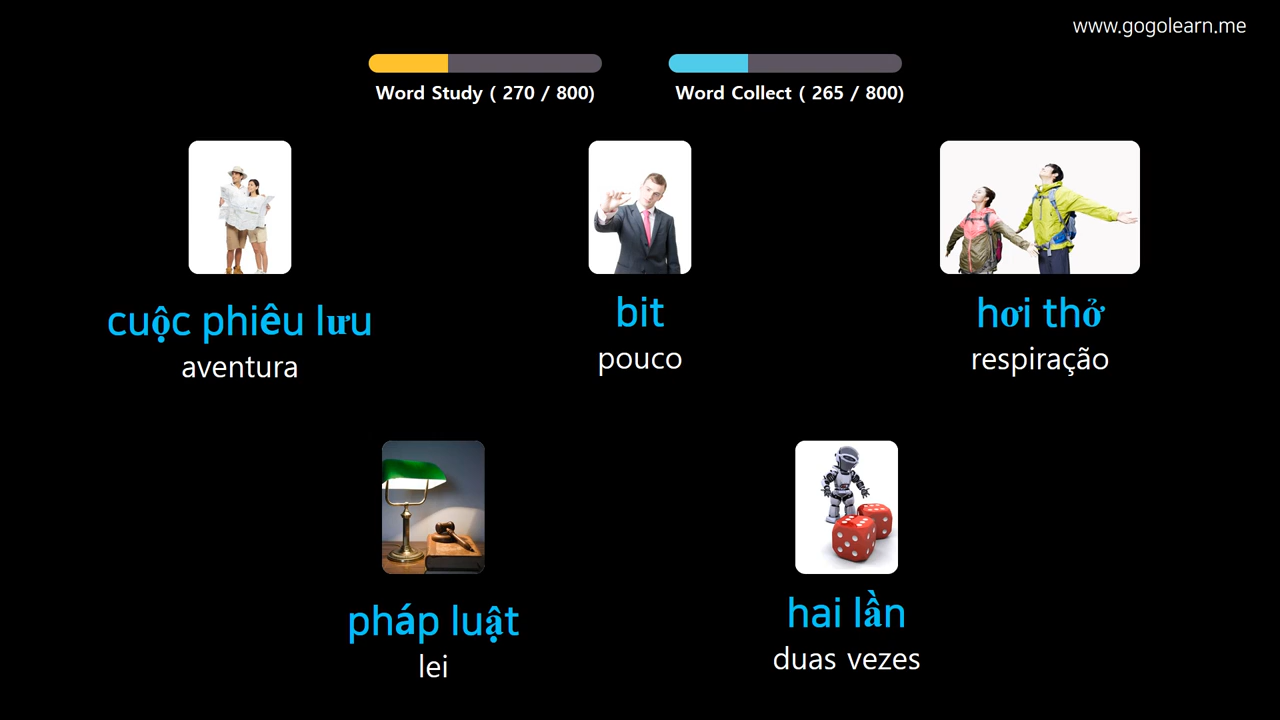 www.gogolearn.me
Word Study ( 270 / 800)
Word Collect ( 265 / 800)
cuộc phiêu lưu
aventura
bit
pouco
hơi thở
respiração
pháp luật
lei
hai lần
duas vezes